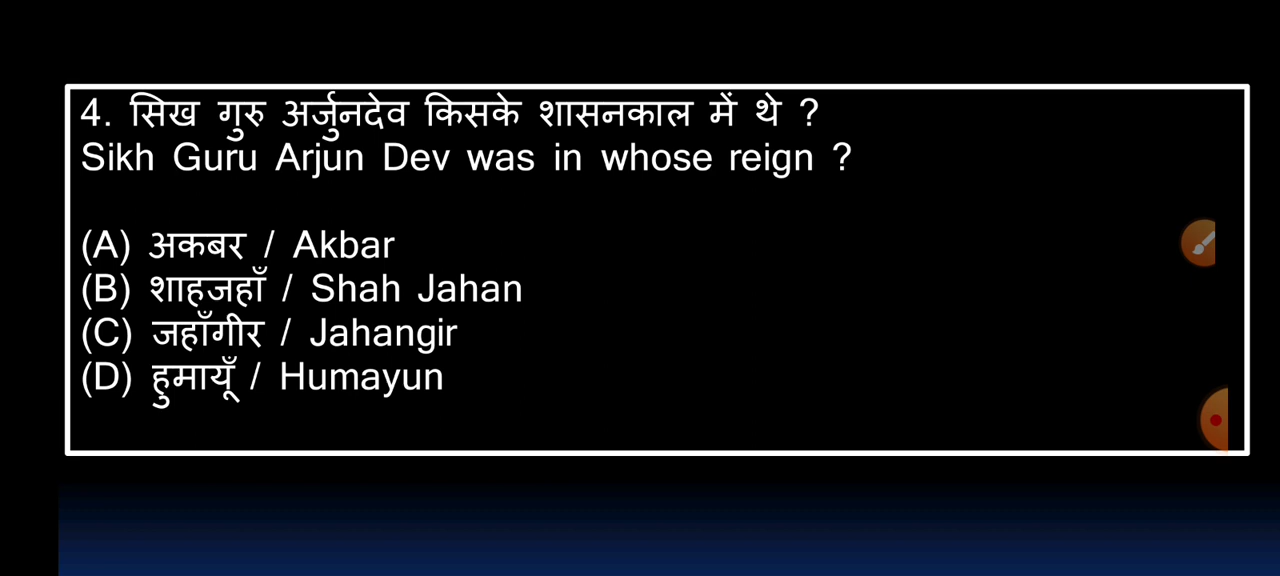 4. सिख गुरु अर्जुनदेव किसके शासनकाल में थे ?
Sikh Guru Arjun Dev was in whose reign ?
(A) अकबर / Akbar
(B) शाहजहाँ / Shah Jahan
(C) जहाँगीर / Jahangir
(D) हुमायूँ / Humayun